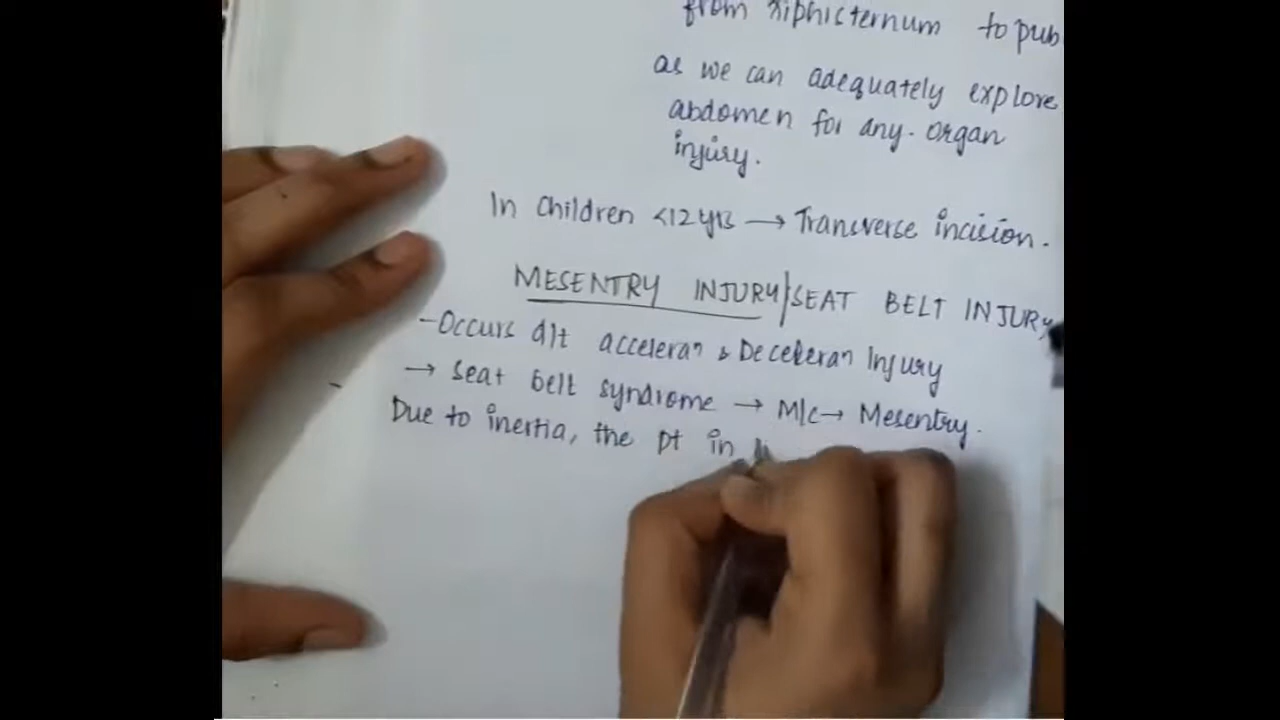 from xiphisternum to pub
as we can adequately explore
abdomen for any organ
injury.
In children <12 yrs → Transverse incision.
MESENTRY INJURY/SEAT BELT INJURY
- Occurs d/t acceleran & Deceleran Injury
→ Seat belt syndrome → M/c → Mesentry.
Due to inertia, the pt in